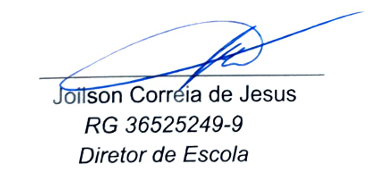 Joilson Correia de Jesus
RG 36525249-9
Diretor de Escola